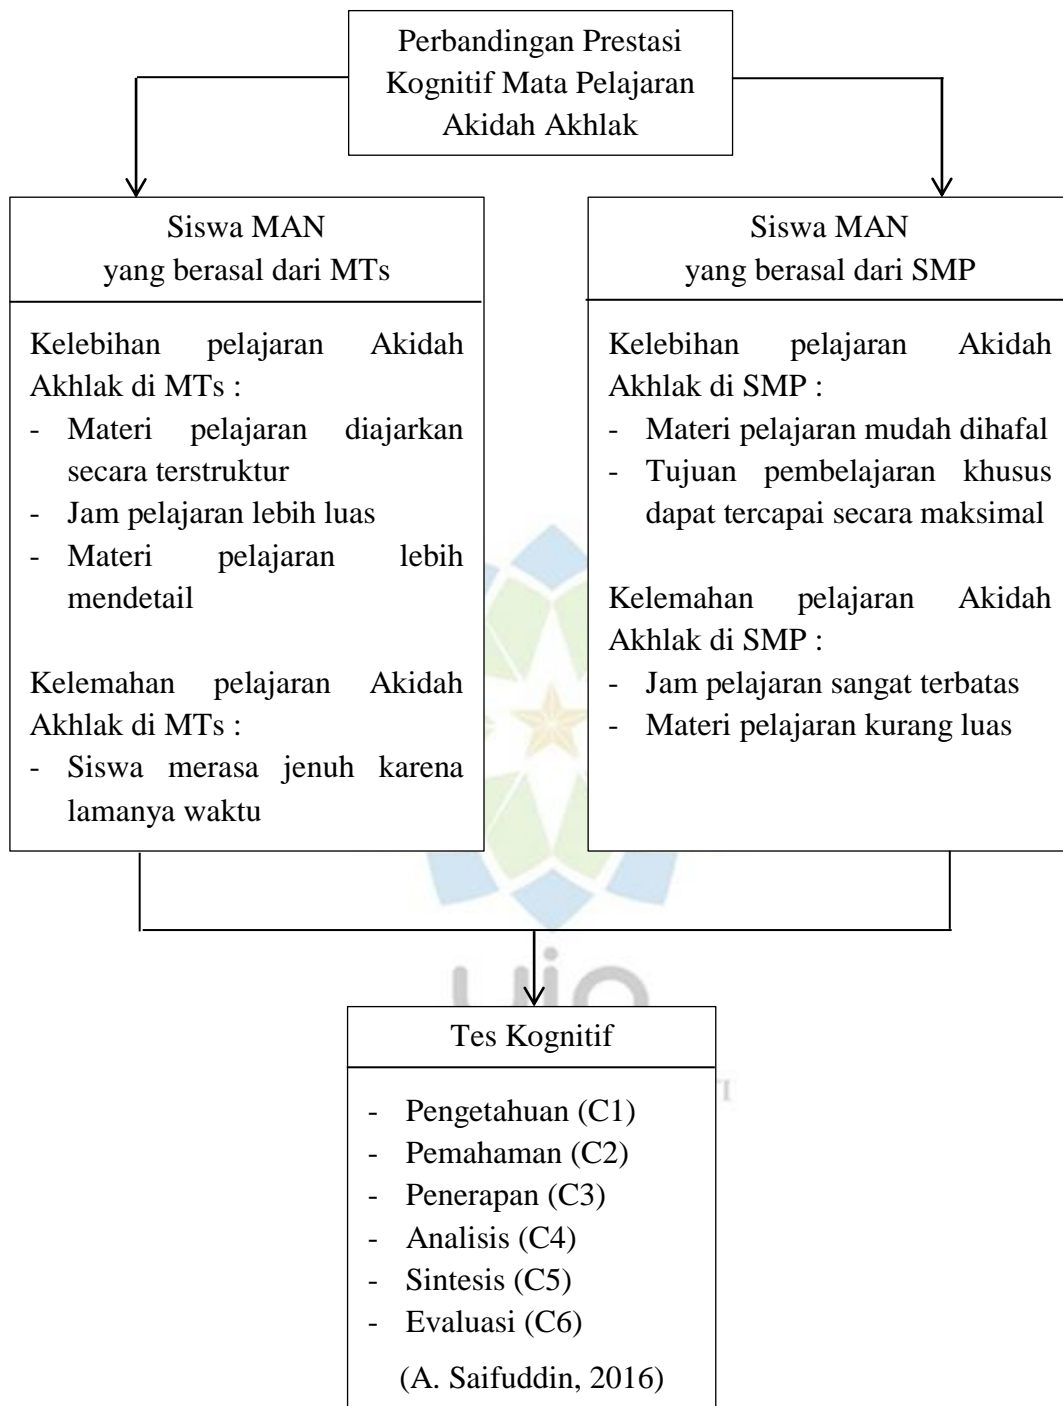 Perbandingan Prestasi
Kognitif Mata Pelajaran
Akidah Akhlak
Siswa MAN
yang berasal dari MTs
Kelebihan pelajaran Akidah
Akhlak di MTs :
- Materi pelajaran diajarkan
secara terstruktur
- Jam pelajaran lebih luas
- Materi pelajaran lebih
mendetail
Kelemahan pelajaran Akidah
Akhlak di MTs :
- Siswa merasa jenuh karena
lamanya waktu
Siswa MAN
yang berasal dari SMP
Kelebihan pelajaran Akidah
Akhlak di SMP :
- Materi pelajaran mudah dihafal
- Tujuan pembelajaran khusus
dapat tercapai secara maksimal
Kelemahan pelajaran Akidah
Akhlak di SMP :
- Jam pelajaran sangat terbatas
- Materi pelajaran kurang luas
uin
Tes Kognitif
- Pengetahuan (C1)
- Pemahaman (C2)
- Penerapan (C3)
- Analisis (C4)
- Sintesis (C5)
- Evaluasi (C6)
(A. Saifuddin, 2016)